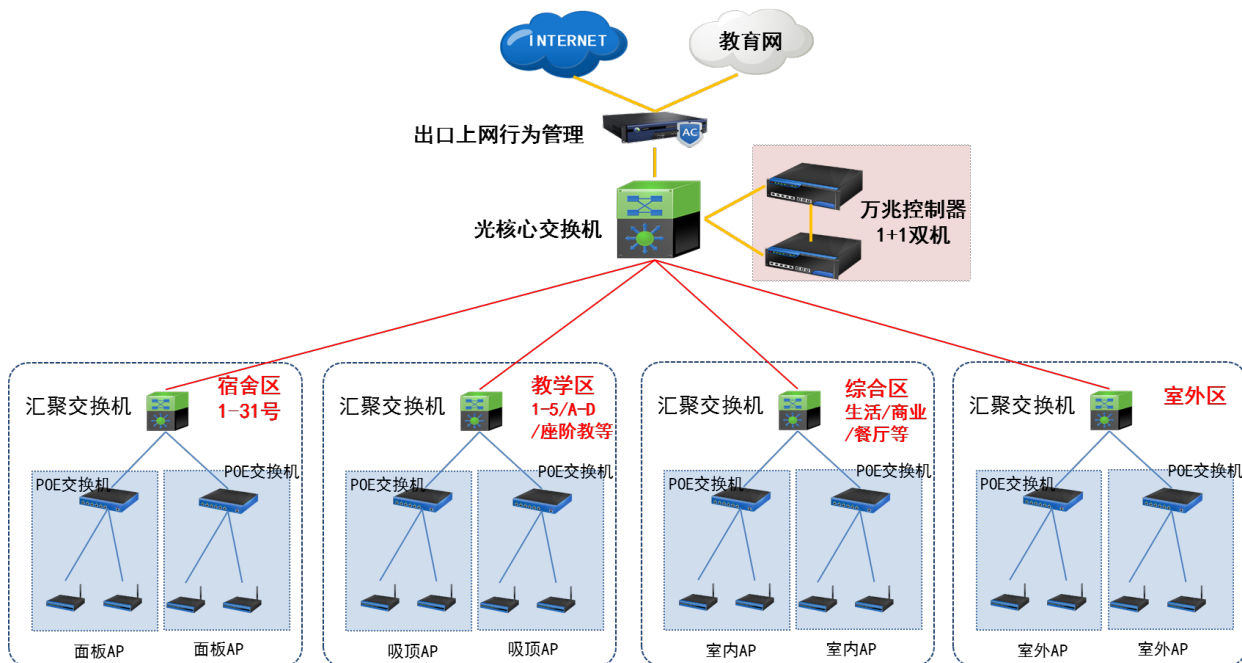 INTERNET
教育网
出口上网行为管理
AC
光核心交换机
万兆控制器
1+1双机
汇聚交换机
宿舍区
1-31号
POE交换机
POE交换机
面板AP
面板AP
汇聚交换机
教学区
1-5/A-D
/座阶教等
POE交换机
POE交换机
吸顶AP
吸顶AP
汇聚交换机
综合区
生活/商业
/餐厅等
POE交换机
POE交换机
室内AP
室内AP
汇聚交换机
室外区
POE交换机
POE交换机
室外AP
室外AP